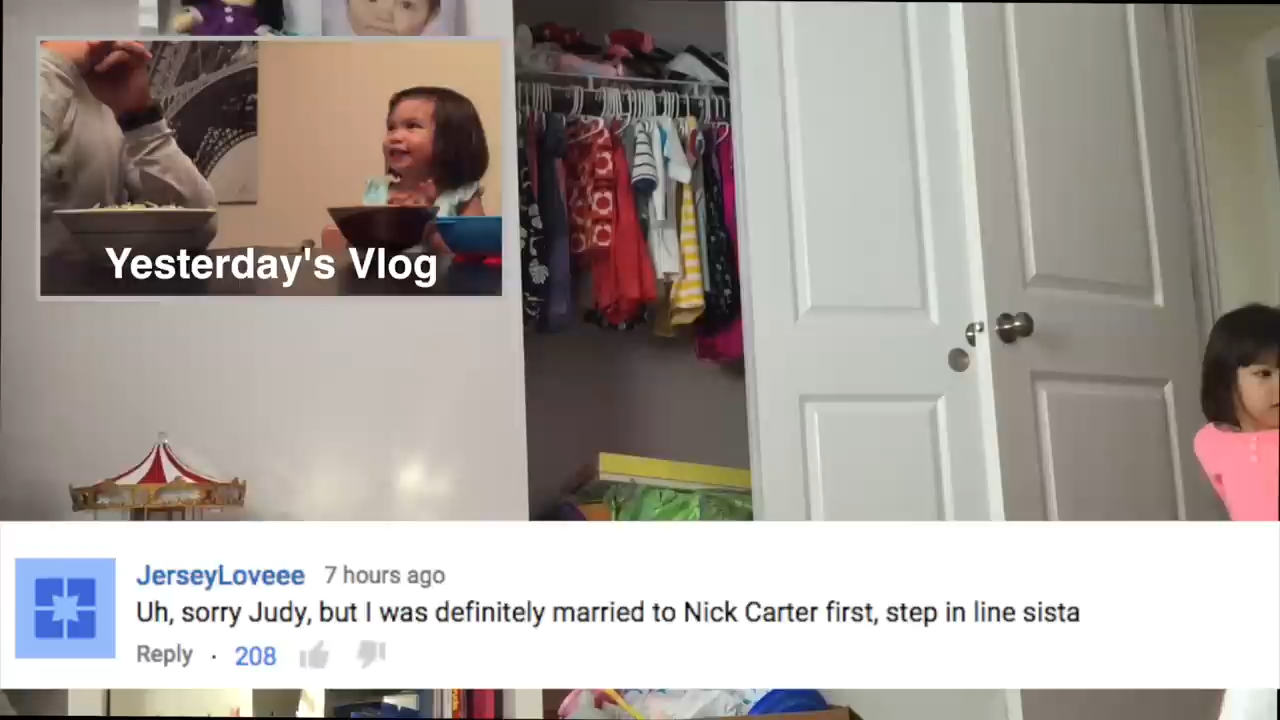 Yesterday's Vlog
JerseyLoveee 7 hours ago
Uh, sorry Judy, but I was definitely married to Nick Carter first, step in line sista
Reply · 208